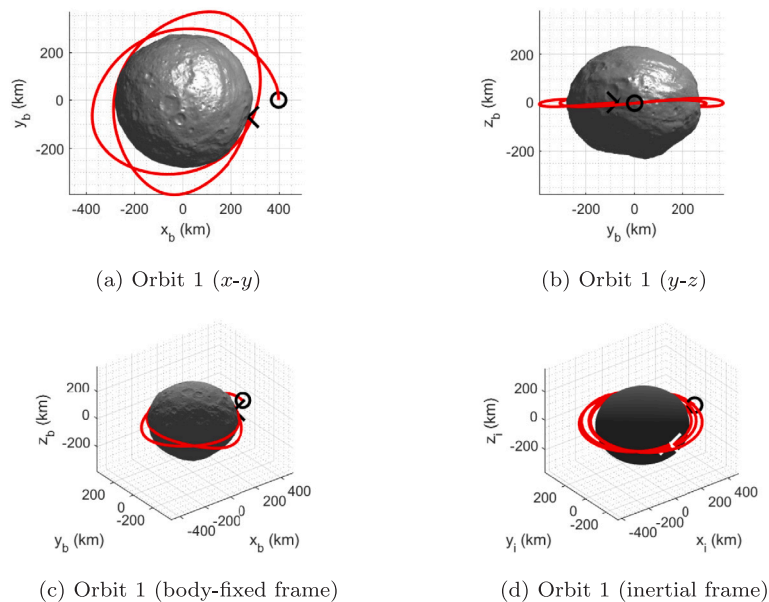 200
0
-200
y_b (km)
-400 -200 0 200 400
x_b (km)
(a) Orbit 1 (x-y)
200
0
-200
z_b (km)
-200 0 200
y_b (km)
(b) Orbit 1 (y-z)
200
0
-200
z_b (km)
200
0
-200
y_b (km)
-400
-200
0
200
400
x_b (km)
(c) Orbit 1 (body-fixed frame)
200
0
-200
z_i (km)
200
0
-200
y_i (km)
-400
-200
0
200
400
x_i (km)
(d) Orbit 1 (inertial frame)